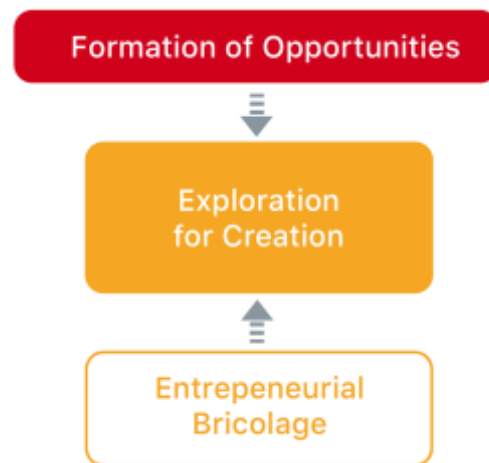 Formation of Opportunities
Exploration
for Creation
Entrepeneurial
Bricolage